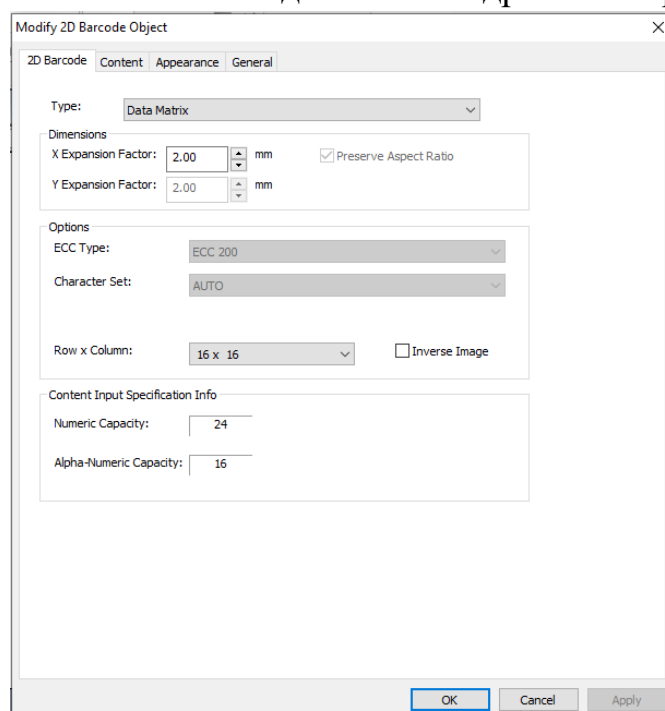 Modify 2D Barcode Object
2D Barcode Content Appearance General
Type: Data Matrix
Dimensions
X Expansion Factor: 2.00 mm Preserve Aspect Ratio
Y Expansion Factor: 2.00 mm
Options
ECC Type: ECC 200
Character Set: AUTO
Row x Column: 16 x 16 Inverse Image
Content Input Specification Info
Numeric Capacity: 24
Alpha-Numeric Capacity: 16
OK Cancel Apply